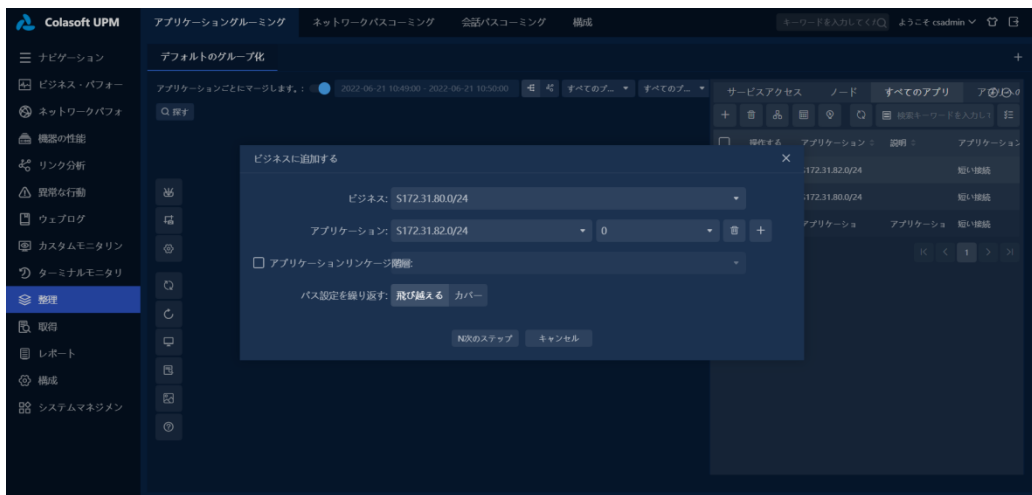 Colasoft UPM
アプリケーショングルーミング ネットワークパスコーミング 会話パスコーミング 構成
ようこそ csadmin
ナビゲーション
ビジネス・パフォー
ネットワークパフォ
機器の性能
リンク分析
異常な行動
ウェブログ
カスタムモニタリン
ターミナルモニタリ
整理
取得
レポート
構成
システムマネジメン
デフォルトのグループ化
アプリケーションごとにマージします。:
2022-06-21 10:49:00 - 2022-06-21 10:50:00
すべてのプ... すべてのプ...
探す
サービスアクセス ノード すべてのアプリ
検索キーワードを入力し
操作する アプリケーション 説明 アプリケーション
172.31.82.0/24 短い接続
172.31.80.0/24 短い接続
アプリケーショ アプリケーショ 短い接続
1
ビジネスに追加する
ビジネス: S172.31.80.0/24
アプリケーション: S172.31.82.0/24 0
アプリケーションリンケージ階層:
パス設定を繰り返す: 飛び越える カバー
N次のステップ キャンセル